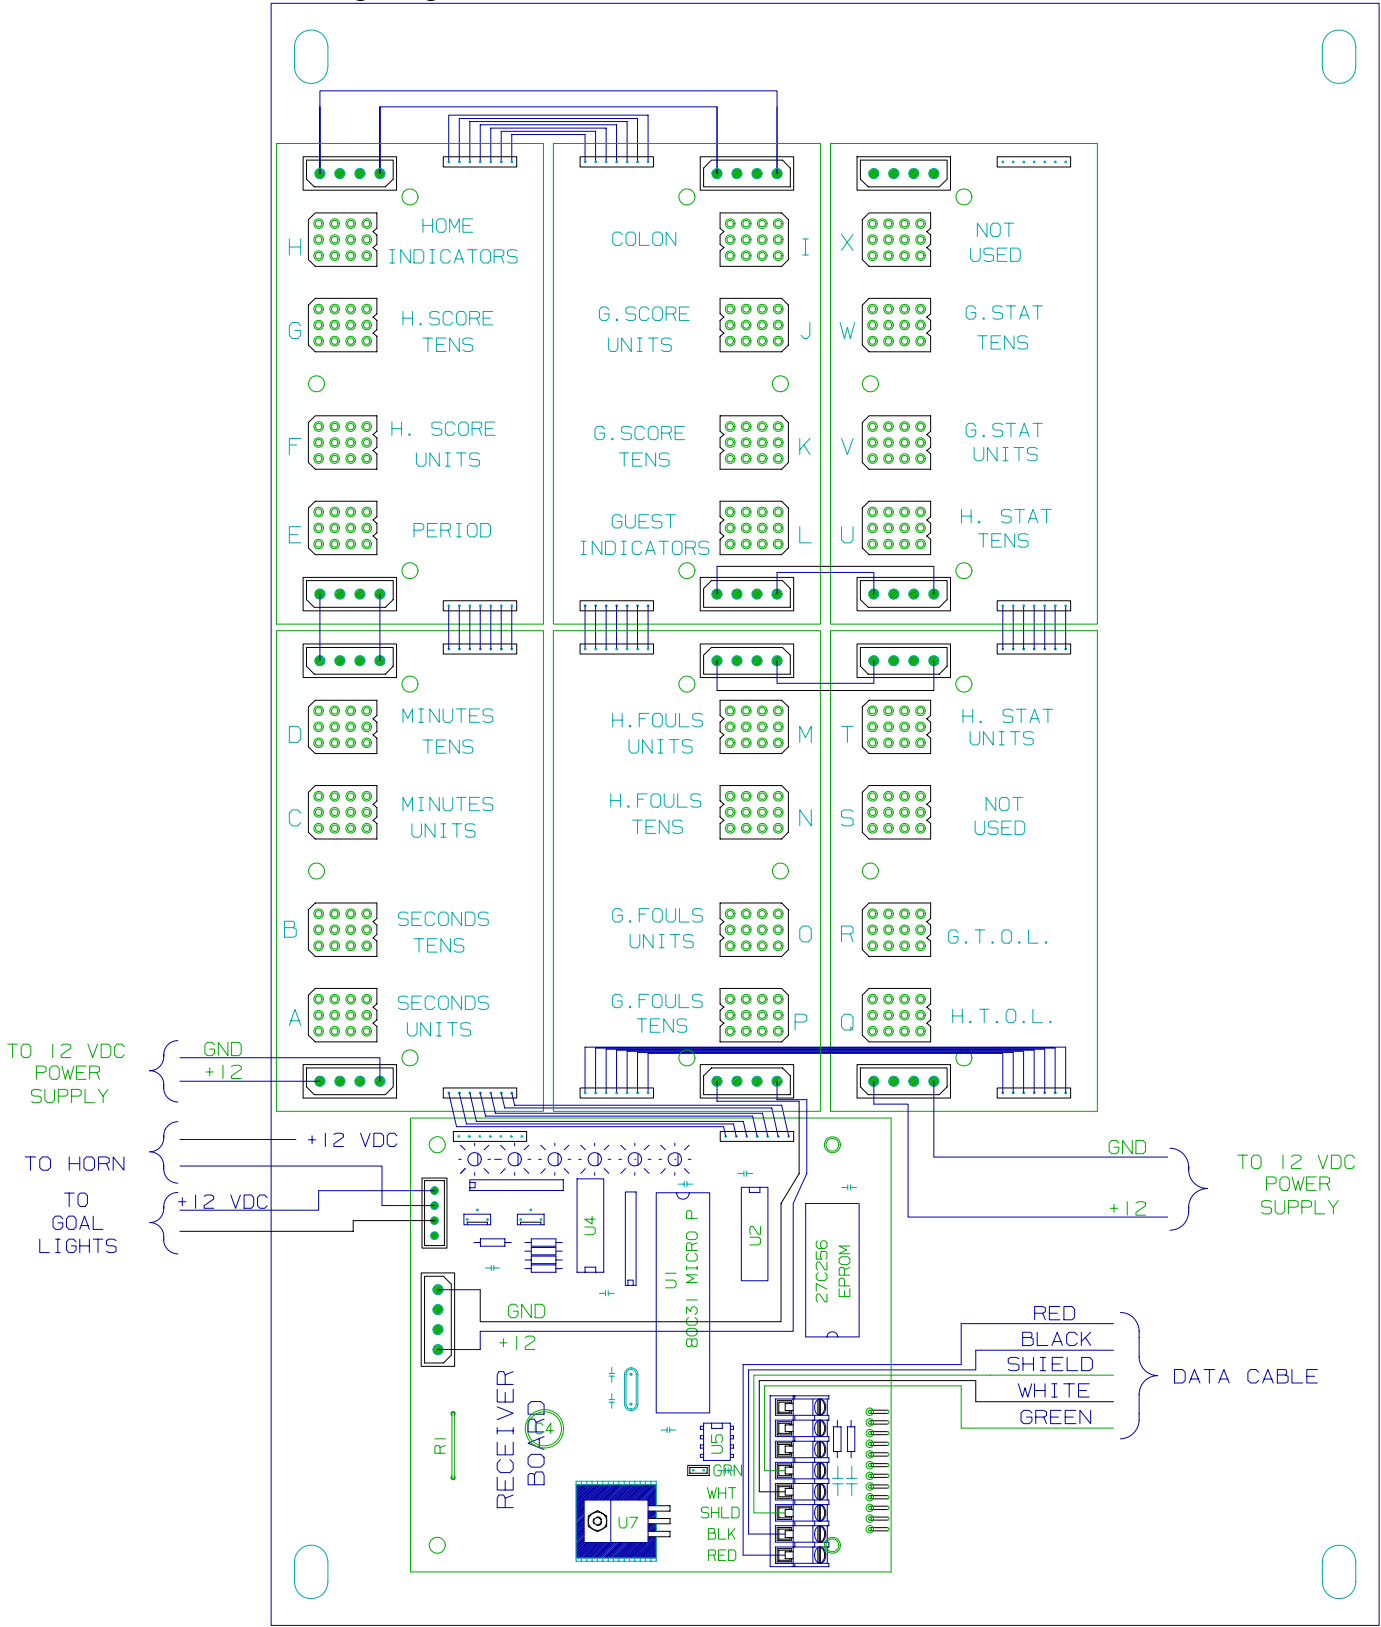 H
HOME
INDICATORS
G
H.SCORE
TENS
F
H. SCORE
UNITS
E
PERIOD
COLON
I
G.SCORE
UNITS
J
G.SCORE
TENS
K
GUEST
INDICATORS
L
X
NOT
USED
W
G.STAT
TENS
V
G.STAT
UNITS
U
H. STAT
TENS
D
MINUTES
TENS
C
MINUTES
UNITS
B
SECONDS
TENS
A
SECONDS
UNITS
H.FOULS
UNITS
M
H.FOULS
TENS
N
G.FOULS
UNITS
O
G.FOULS
TENS
P
T
H. STAT
UNITS
S
NOT
USED
R
G.T.O.L.
Q
H.T.O.L.
TO 12 VDC
POWER
SUPPLY
GND
+12
TO HORN
+12 VDC
TO
GOAL
LIGHTS
+12 VDC
GND
+12
TO 12 VDC
POWER
SUPPLY
U4
U1
80C31 MICRO P
U2
27C256
EPROM
GND
+12
RECEIVER
BOARD
R1
C4
U5
U7
GRN
WHT
SHLD
BLK
RED
RED
BLACK
SHIELD
WHITE
GREEN
DATA CABLE